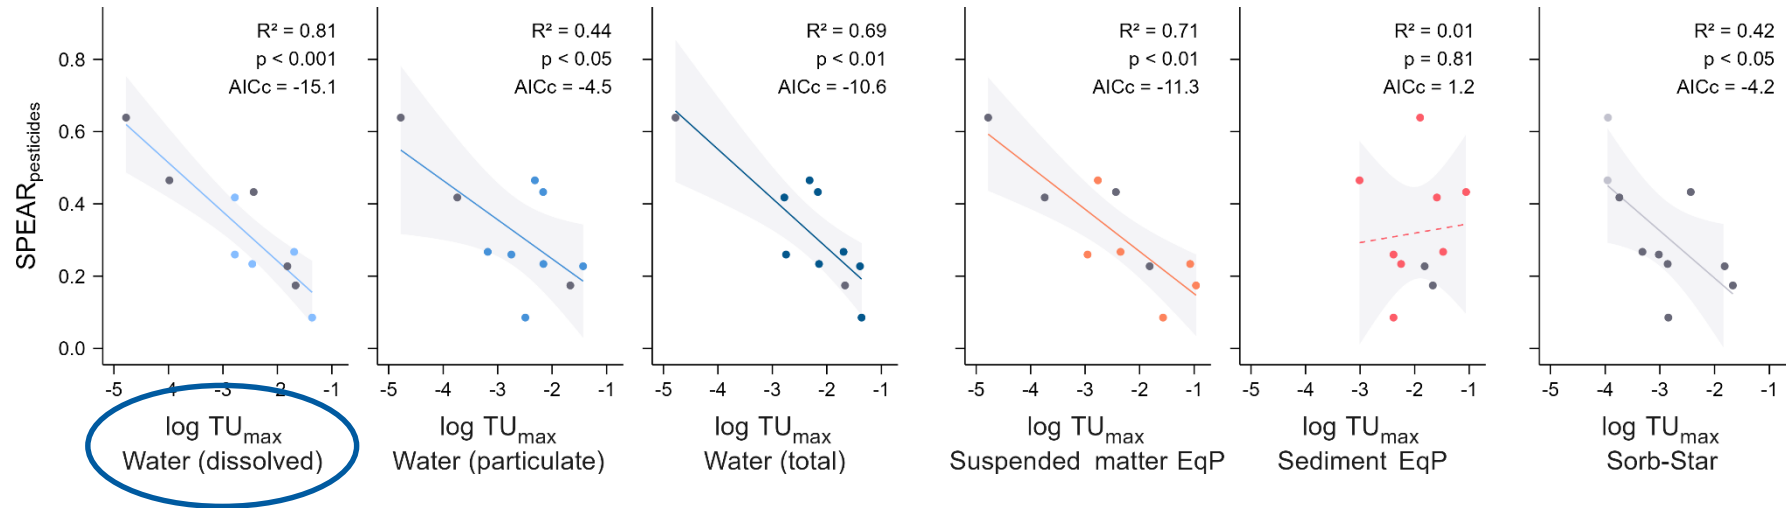 SPEARpesticides
0.8
0.6
0.4
0.2
0.0
R² = 0.81
p < 0.001
AICc = -15.1
-5 -4 -3 -2 -1
log TUmax
Water (dissolved)
R² = 0.44
p < 0.05
AICc = -4.5
-5 -4 -3 -2 -1
log TUmax
Water (particulate)
R² = 0.69
p < 0.01
AICc = -10.6
-5 -4 -3 -2 -1
log TUmax
Water (total)
R² = 0.71
p < 0.01
AICc = -11.3
-5 -4 -3 -2 -1
log TUmax
Suspended matter EqP
R² = 0.01
p = 0.81
AICc = 1.2
-5 -4 -3 -2 -1
log TUmax
Sediment EqP
R² = 0.42
p < 0.05
AICc = -4.2
-5 -4 -3 -2 -1
log TUmax
Sorb-Star